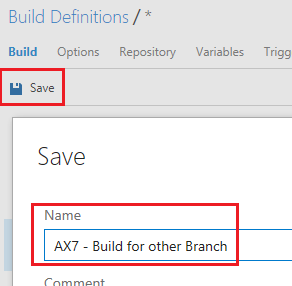 Build Definitions / *
Build Options Repository Variables Trigg
Save
Save
Name
AX7 - Build for other Branch
Comment